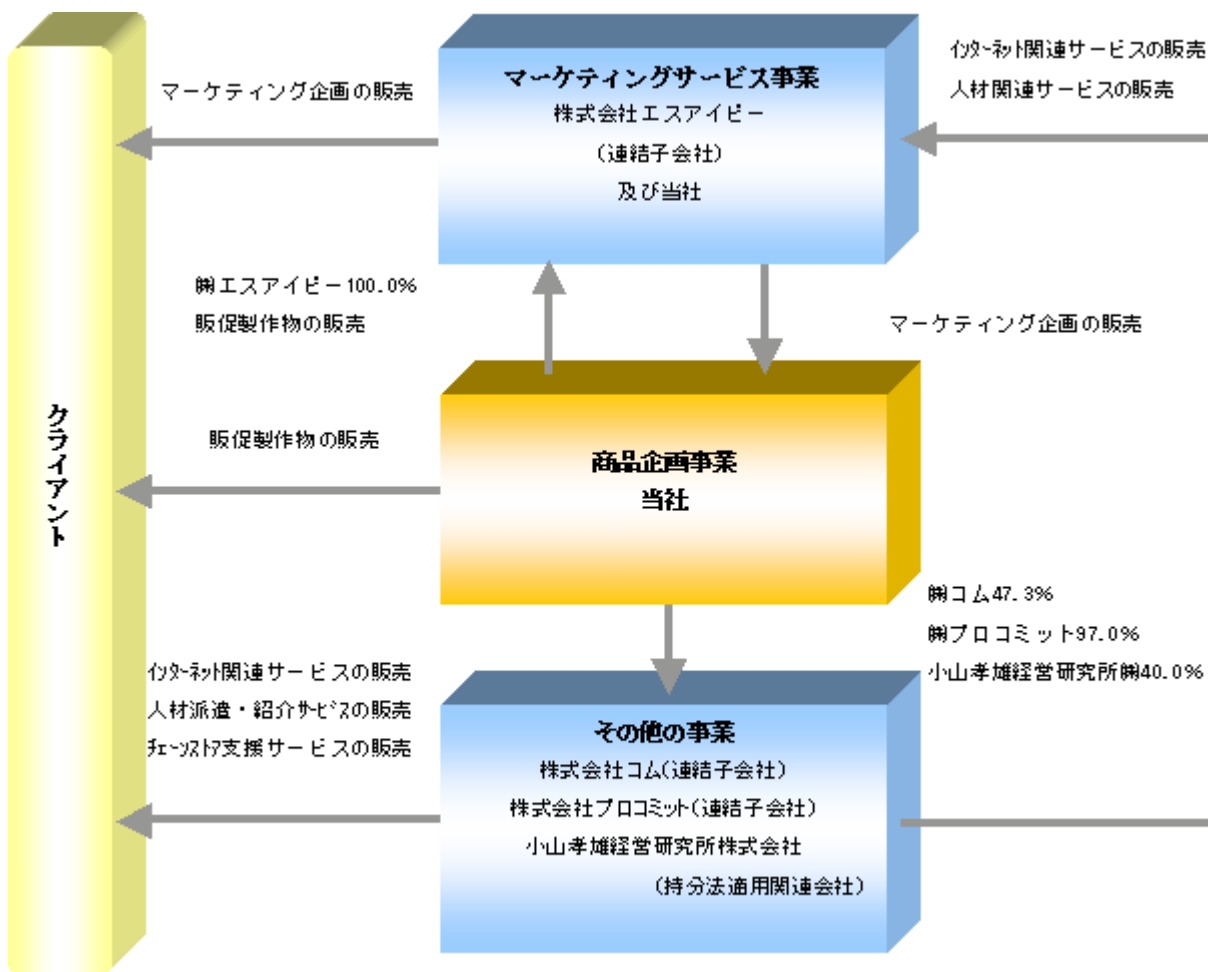 マーケティングサービス事業
株式会社エスアイピー
(連結子会社)
及び当社
インターネット関連サービスの販売
人材関連サービスの販売
マーケティング企画の販売
㈱エスアイピー100.0%
販促製作物の販売
マーケティング企画の販売
クライアント
販促製作物の販売
商品企画事業
当社
㈱コム47.3%
㈱プロコミット97.0%
小山孝雄経営研究所㈱40.0%
インターネット関連サービスの販売
人材派遣・紹介サービスの販売
チェーンストア支援サービスの販売
その他の事業
株式会社コム(連結子会社)
株式会社プロコミット(連結子会社)
小山孝雄経営研究所株式会社
(持分法適用関連会社)